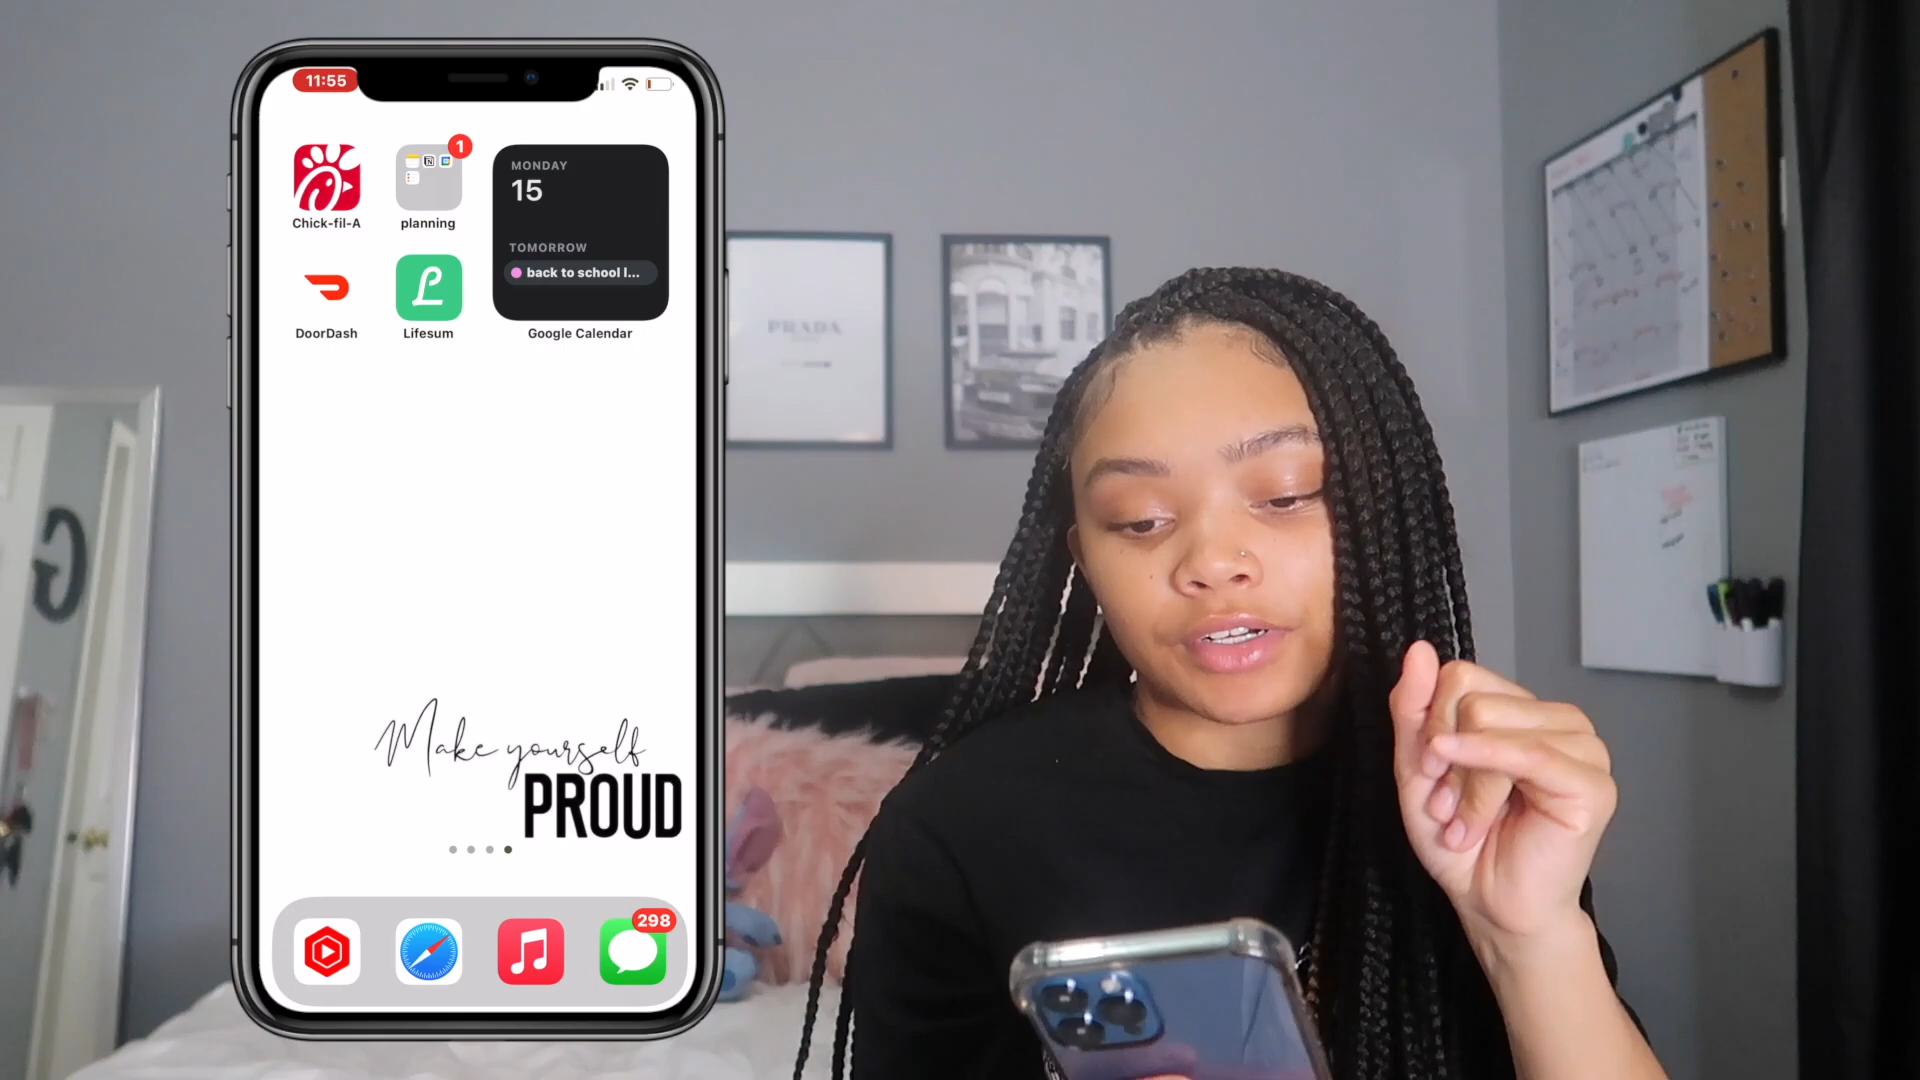 11:55
1
MONDAY
15
Chick-fil-A
planning
TOMORROW
back to school l...
DoorDash
Lifesum
Google Calendar
PRADA
G
Make yourself
PROUD
298